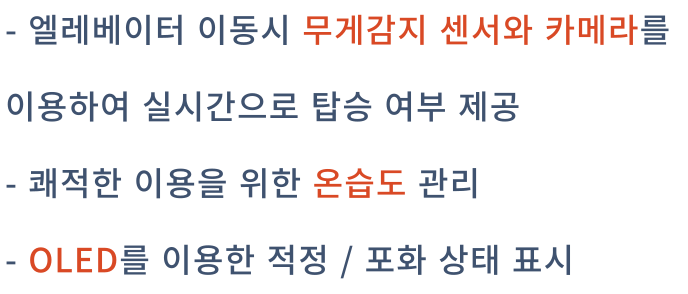 - 엘레베이터 이동시 무게감지 센서와 카메라를
이용하여 실시간으로 탑승 여부 제공
- 쾌적한 이용을 위한 온습도 관리
- OLED를 이용한 적정 / 포화 상태 표시